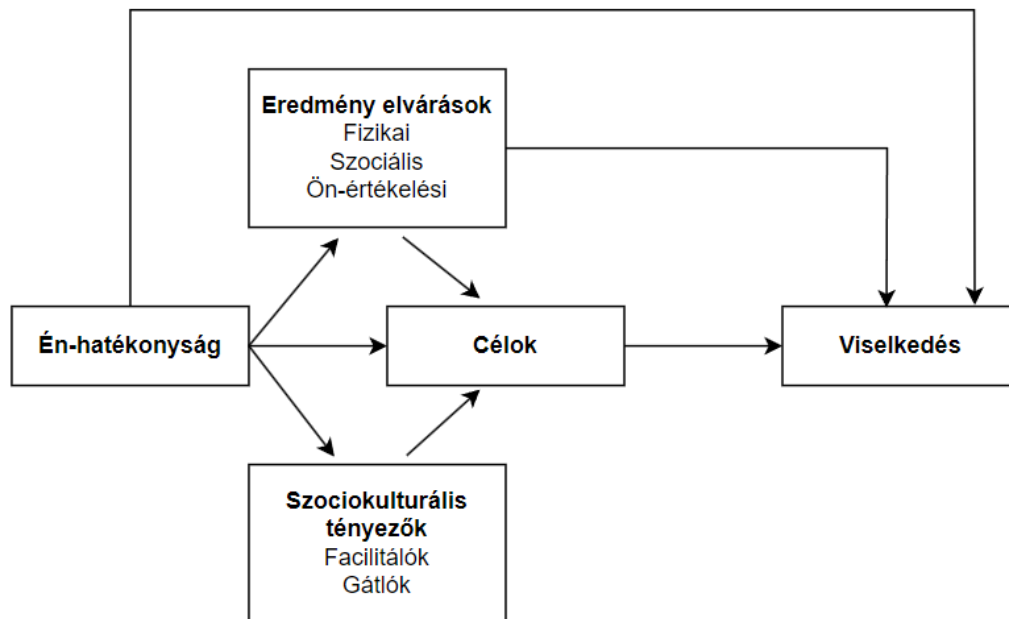 Eredmény elvárások
Fizikai
Szociális
Ön-értékelési
Én-hatékonyság
Célok
Viselkedés
Szociokulturális
tényezők
Facilitálók
Gátlók